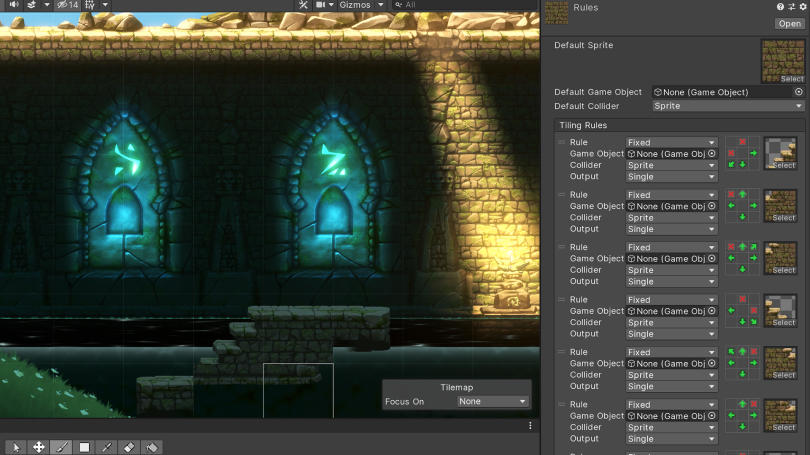 14
Gizmos
All
Rules
Open
Default Sprite
Select
Default Game Object
None (Game Object)
Default Collider
Sprite
Tiling Rules
Rule
Fixed
Game Object
None (Game Obj
Collider
Sprite
Output
Single
Select
Rule
Fixed
Game Object
None (Game Obj
Collider
Sprite
Output
Single
Select
Rule
Fixed
Game Object
None (Game Obj
Collider
Sprite
Output
Single
Select
Rule
Fixed
Game Object
None (Game Obj
Collider
Sprite
Output
Single
Select
Rule
Fixed
Game Object
None (Game Obj
Collider
Sprite
Output
Single
Select
Rule
Fixed
Game Object
None (Game Obj
Collider
Sprite
Output
Single
Select
Tilemap
Focus On
None